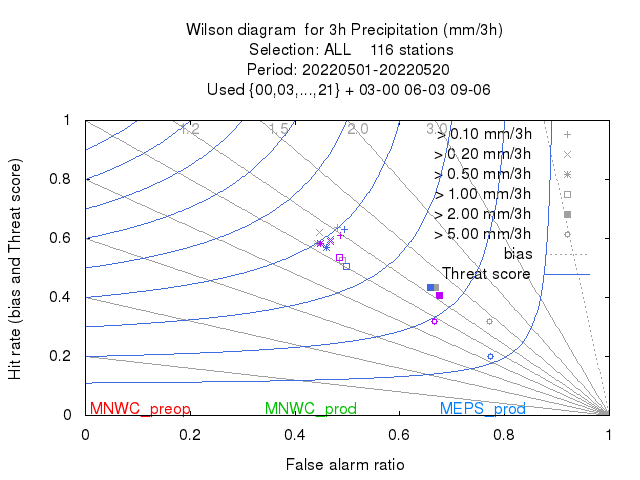 Wilson diagram  for 3h Precipitation (mm/3h)
Selection: ALL    116 stations
Period: 20220501-20220520
Used {00,03,...,21} + 03-00 06-03 09-06
1.2 1.5 2.0 3.0
> 0.10 mm/3h
> 0.20 mm/3h
> 0.50 mm/3h
> 1.00 mm/3h
> 2.00 mm/3h
> 5.00 mm/3h
bias
Threat score
Hit rate (bias and Threat score)
1
0.8
0.6
0.4
0.2
0
MNWC_preop MNWC_prod MEPS_prod
0 0.2 0.4 0.6 0.8 1
False alarm ratio